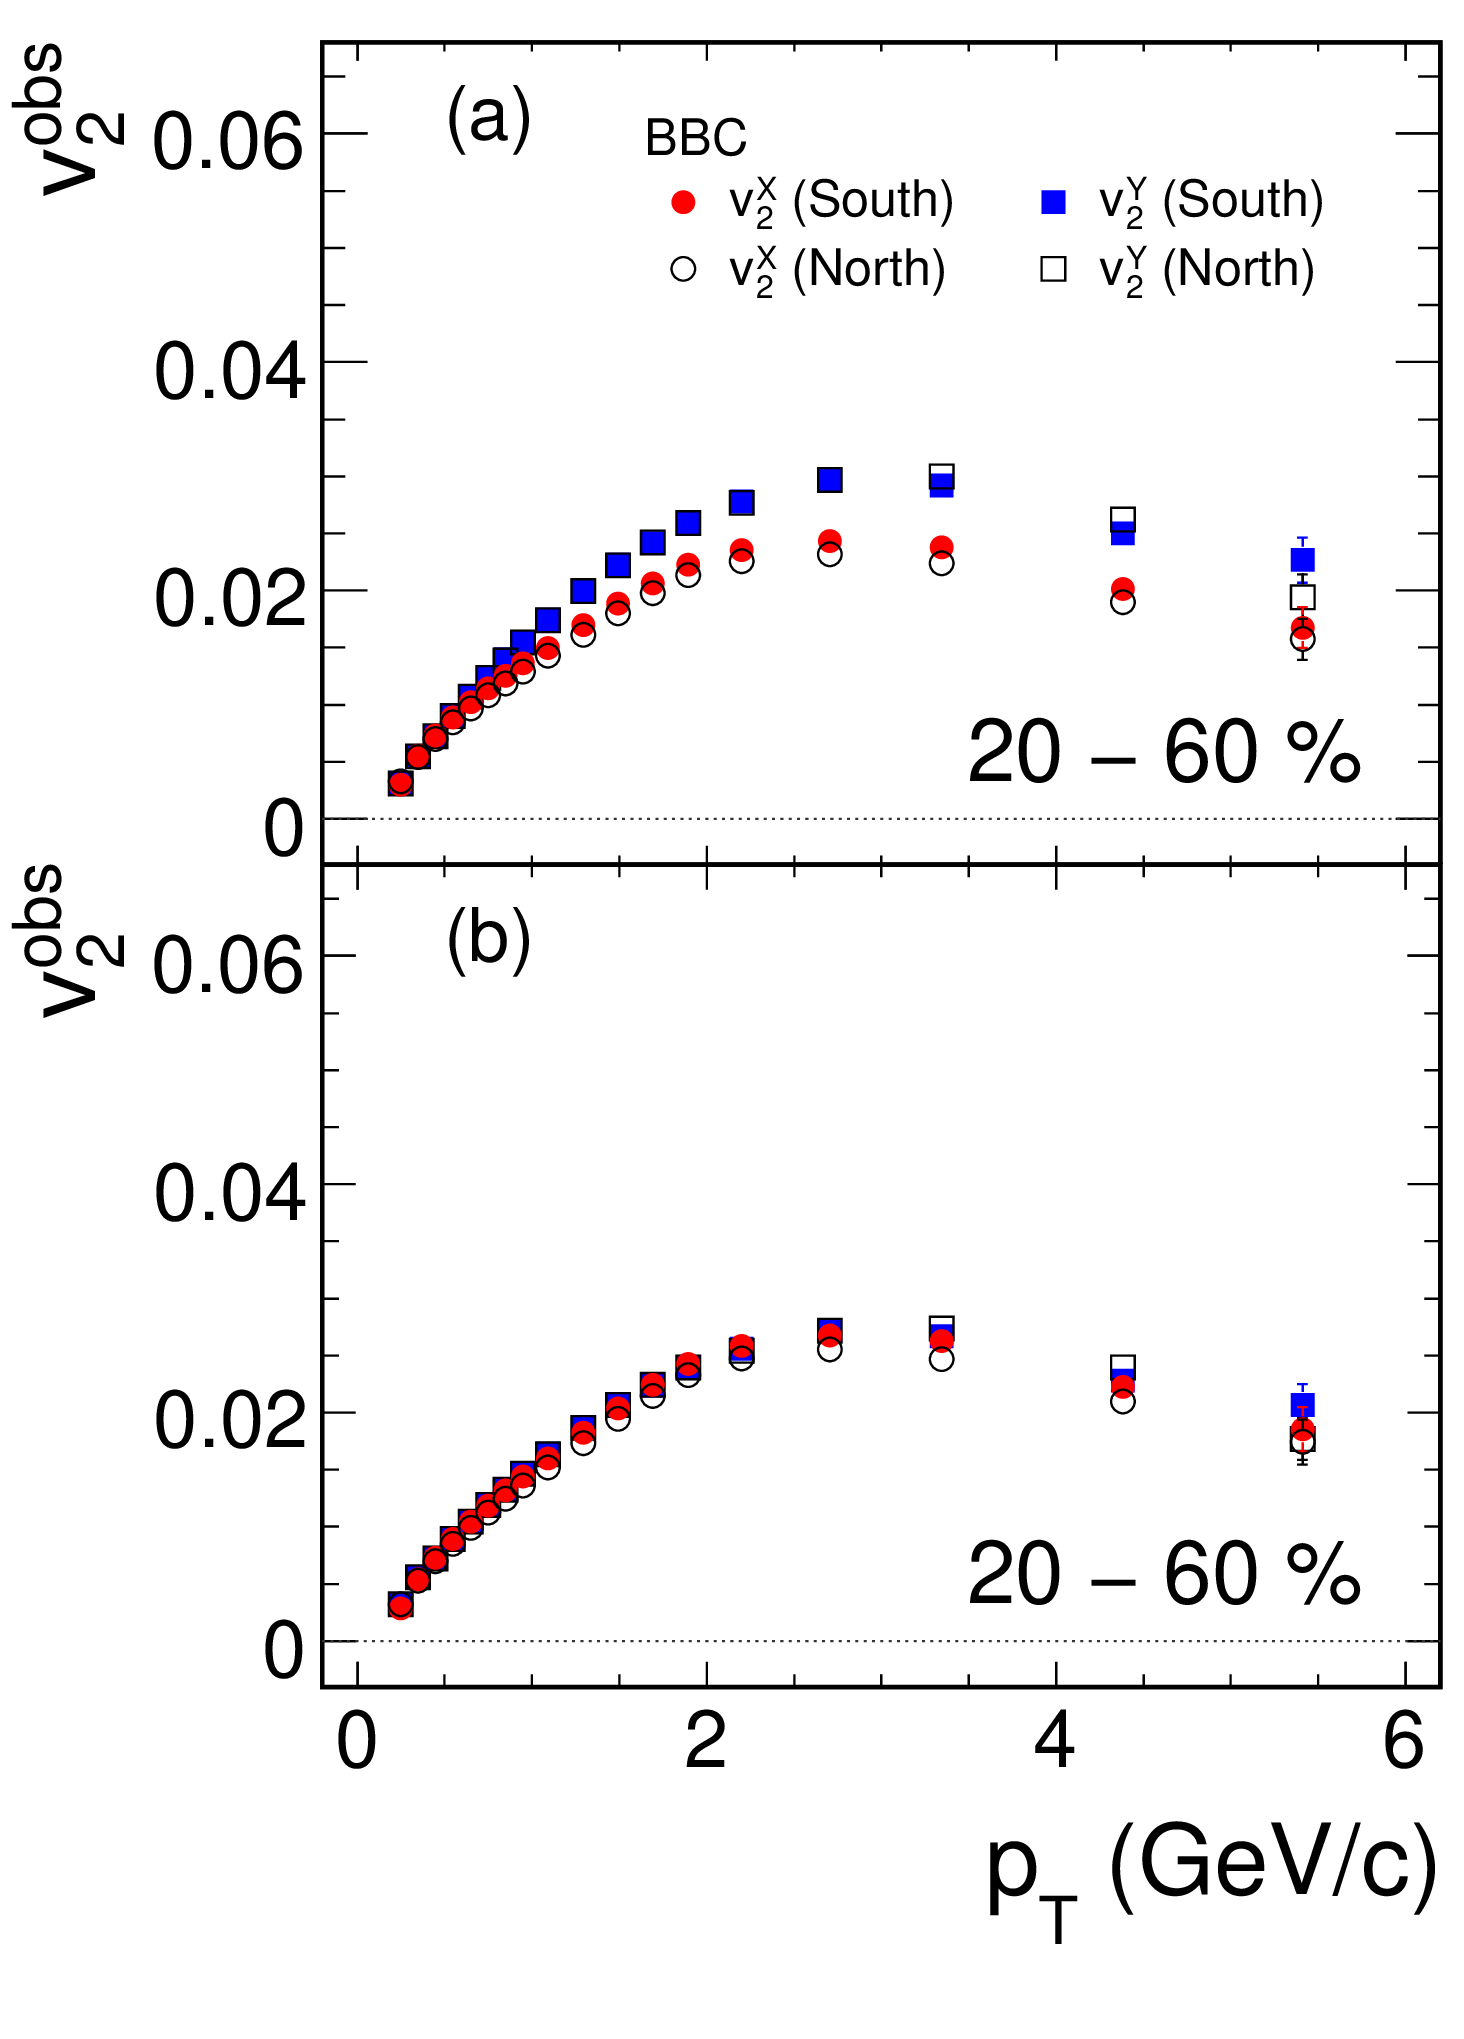 v2obs
0.06
0.04
0.02
0
(a)
BBC
v2X (South)
v2Y (South)
v2X (North)
v2Y (North)
20 – 60 %
v2obs
0.06
0.04
0.02
0
(b)
20 – 60 %
0 2 4 6
pT (GeV/c)